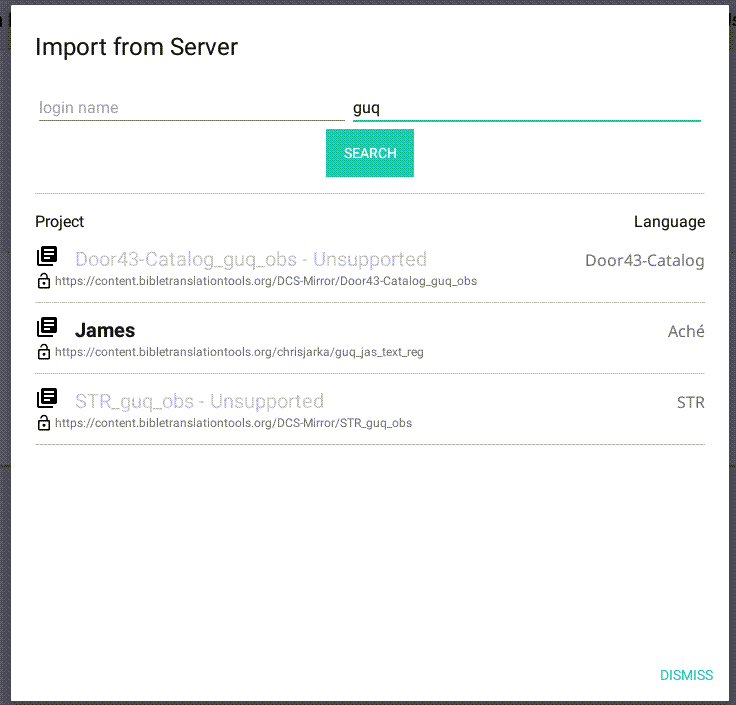 Import from Server
login name guq
SEARCH
Project Language
Door43-Catalog_guq_obs - Unsupported Door43-Catalog
https://content.bibletranslationtools.org/DCS-Mirror/Door43-Catalog_guq_obs
James Aché
https://content.bibletranslationtools.org/chrisjarka/guq_jas_text_reg
STR_guq_obs - Unsupported STR
https://content.bibletranslationtools.org/DCS-Mirror/STR_guq_obs
DISMISS